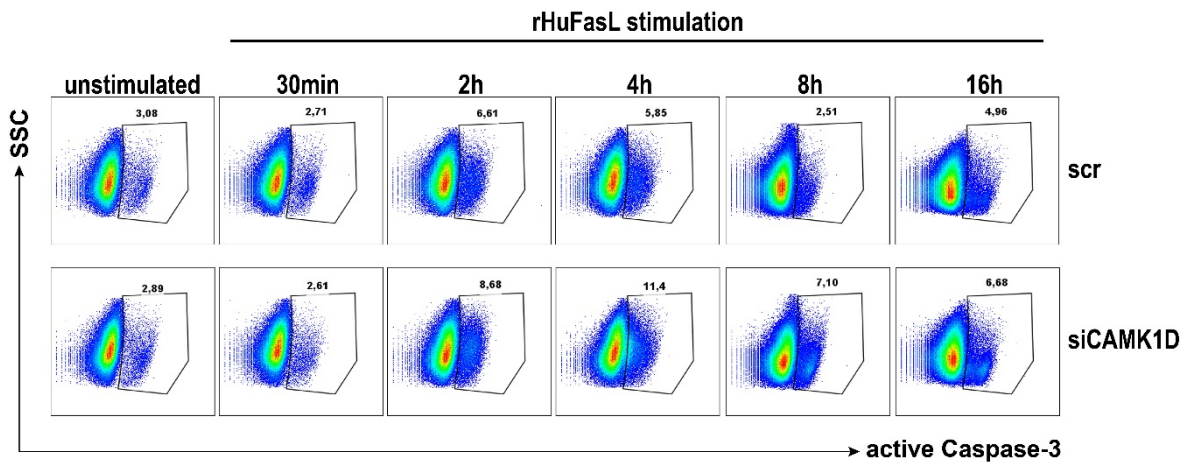 rHuFasL stimulation
unstimulated 30min 2h 4h 8h 16h
3,08 2,71 6,61 5,85 2,51 4,96
scr
2,89 2,61 8,68 11,4 7,10 6,68
siCAMK1D
SSC
active Caspase-3